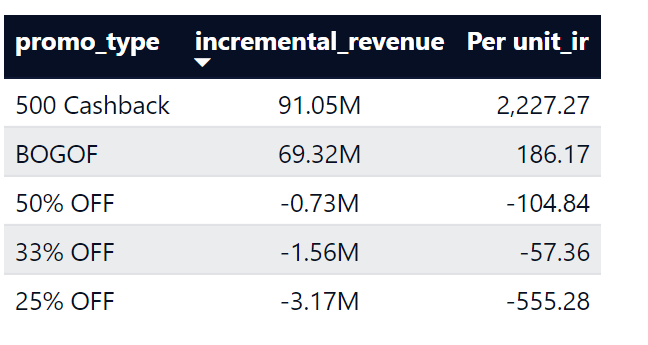 promo_type incremental_revenue Per unit_ir
500 Cashback 91.05M 2,227.27
BOGOF 69.32M 186.17
50% OFF -0.73M -104.84
33% OFF -1.56M -57.36
25% OFF -3.17M -555.28